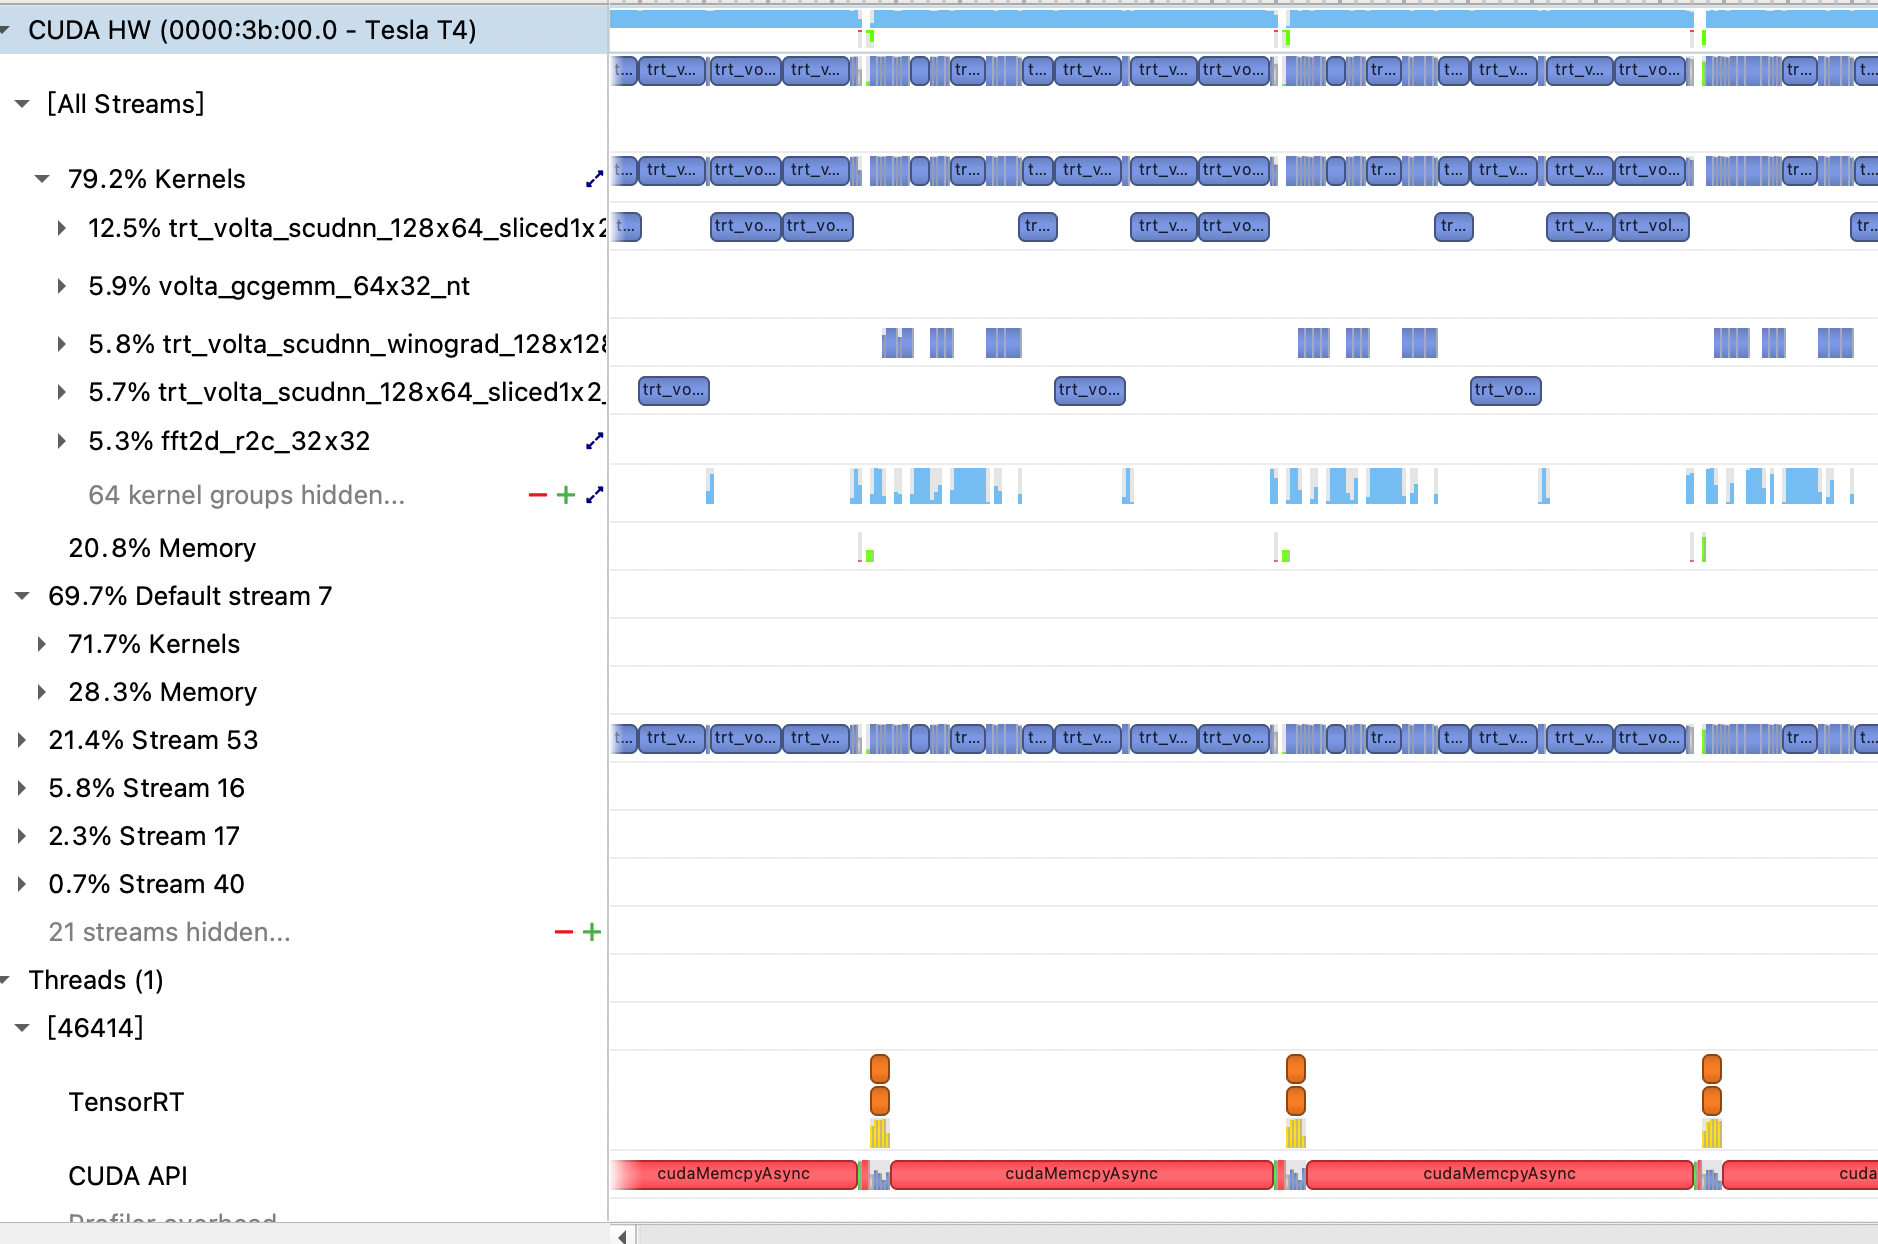 CUDA HW (0000:3b:00.0 - Tesla T4)
t... trt_v... trt_vo... trt_v... tr... t... trt_v... trt_v... trt_vo... tr... t... trt_v... trt_v... trt_vo... tr... t...
[All Streams]
79.2% Kernels
t... trt_v... trt_vo... trt_v... tr... t... trt_v... trt_v... trt_vo... tr... t... trt_v... trt_v... trt_vo... tr... t...
12.5% trt_volta_scudnn_128x64_sliced1x2
t... trt_vo... trt_vo... tr... trt_v... trt_vo... tr... trt_v... trt_vol... tr...
5.9% volta_gcgemm_64x32_nt
5.8% trt_volta_scudnn_winograd_128x128
5.7% trt_volta_scudnn_128x64_sliced1x2_
trt_vo... trt_vo... trt_vo...
5.3% fft2d_r2c_32x32
64 kernel groups hidden...
20.8% Memory
69.7% Default stream 7
71.7% Kernels
28.3% Memory
21.4% Stream 53
t... trt_v... trt_vo... trt_v... tr... t... trt_v... trt_v... trt_vo... tr... t... trt_v... trt_v... trt_vo... tr... t...
5.8% Stream 16
2.3% Stream 17
0.7% Stream 40
21 streams hidden...
Threads (1)
[46414]
TensorRT
CUDA API
cudaMemcpyAsync cudaMemcpyAsync cudaMemcpyAsync cuda
Profiler overhead